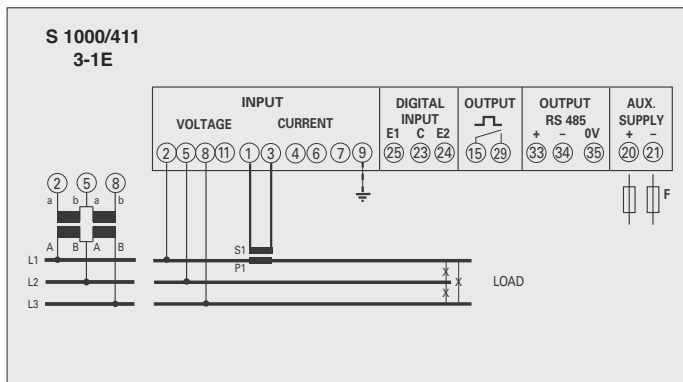 S 1000/411
3-1E
INPUT
VOLTAGE CURRENT
DIGITAL
INPUT
E1 C E2
OUTPUT
OUTPUT
RS 485
+ – 0V
AUX.
SUPPLY
+ –
2 5 8 11 1 3 4 6 7 9 25 23 24 15 29 33 34 35 20 21
2 5 8
a b a b
A B A B
F
S1
P1
L1
L2
L3
LOAD